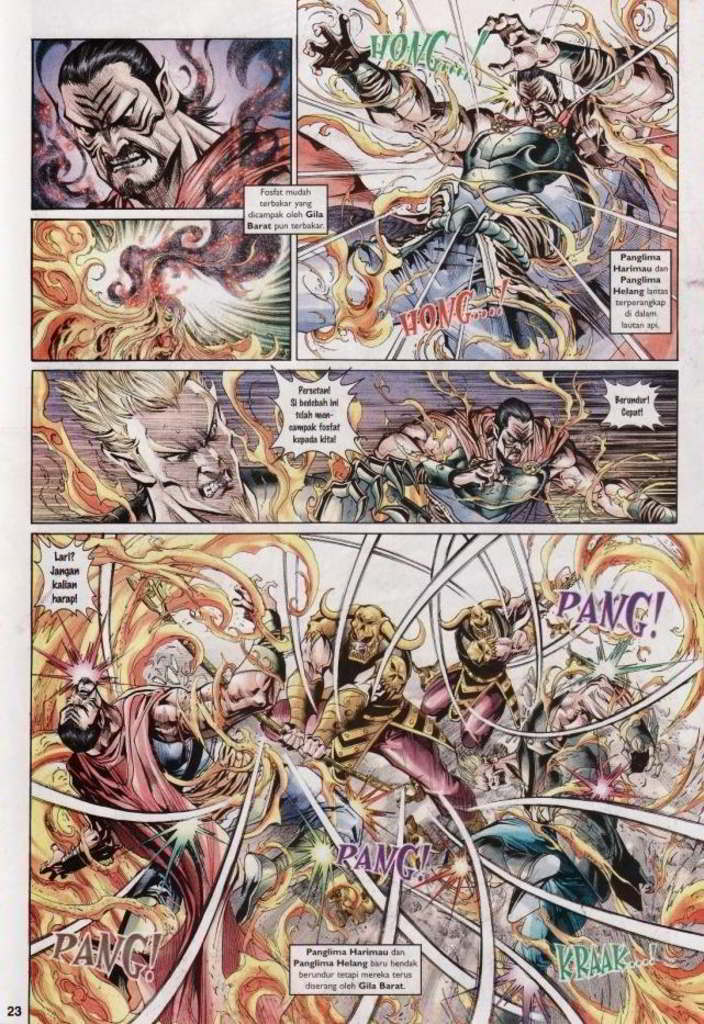 Fosfat mudah
terbakar yang
dicampak oleh Gila
Barat pun terbakar.
HONG....!
Panglima
Harimau dan
Panglima
Helang lantas
terperangkap
di dalam
lautan api.
HONG...!
Persetan!
Si bedebah ini
telah men-
campak fosfat
kepada kita!
Berundur!
Cepat!
Lari?
Jangan
kalian
harap!
PANG!
PANG!
PANG!
KRAAK...!
Panglima Harimau dan
Panglima Helang baru hendak
berundur tetapi mereka terus
diserang oleh Gila Barat.
23